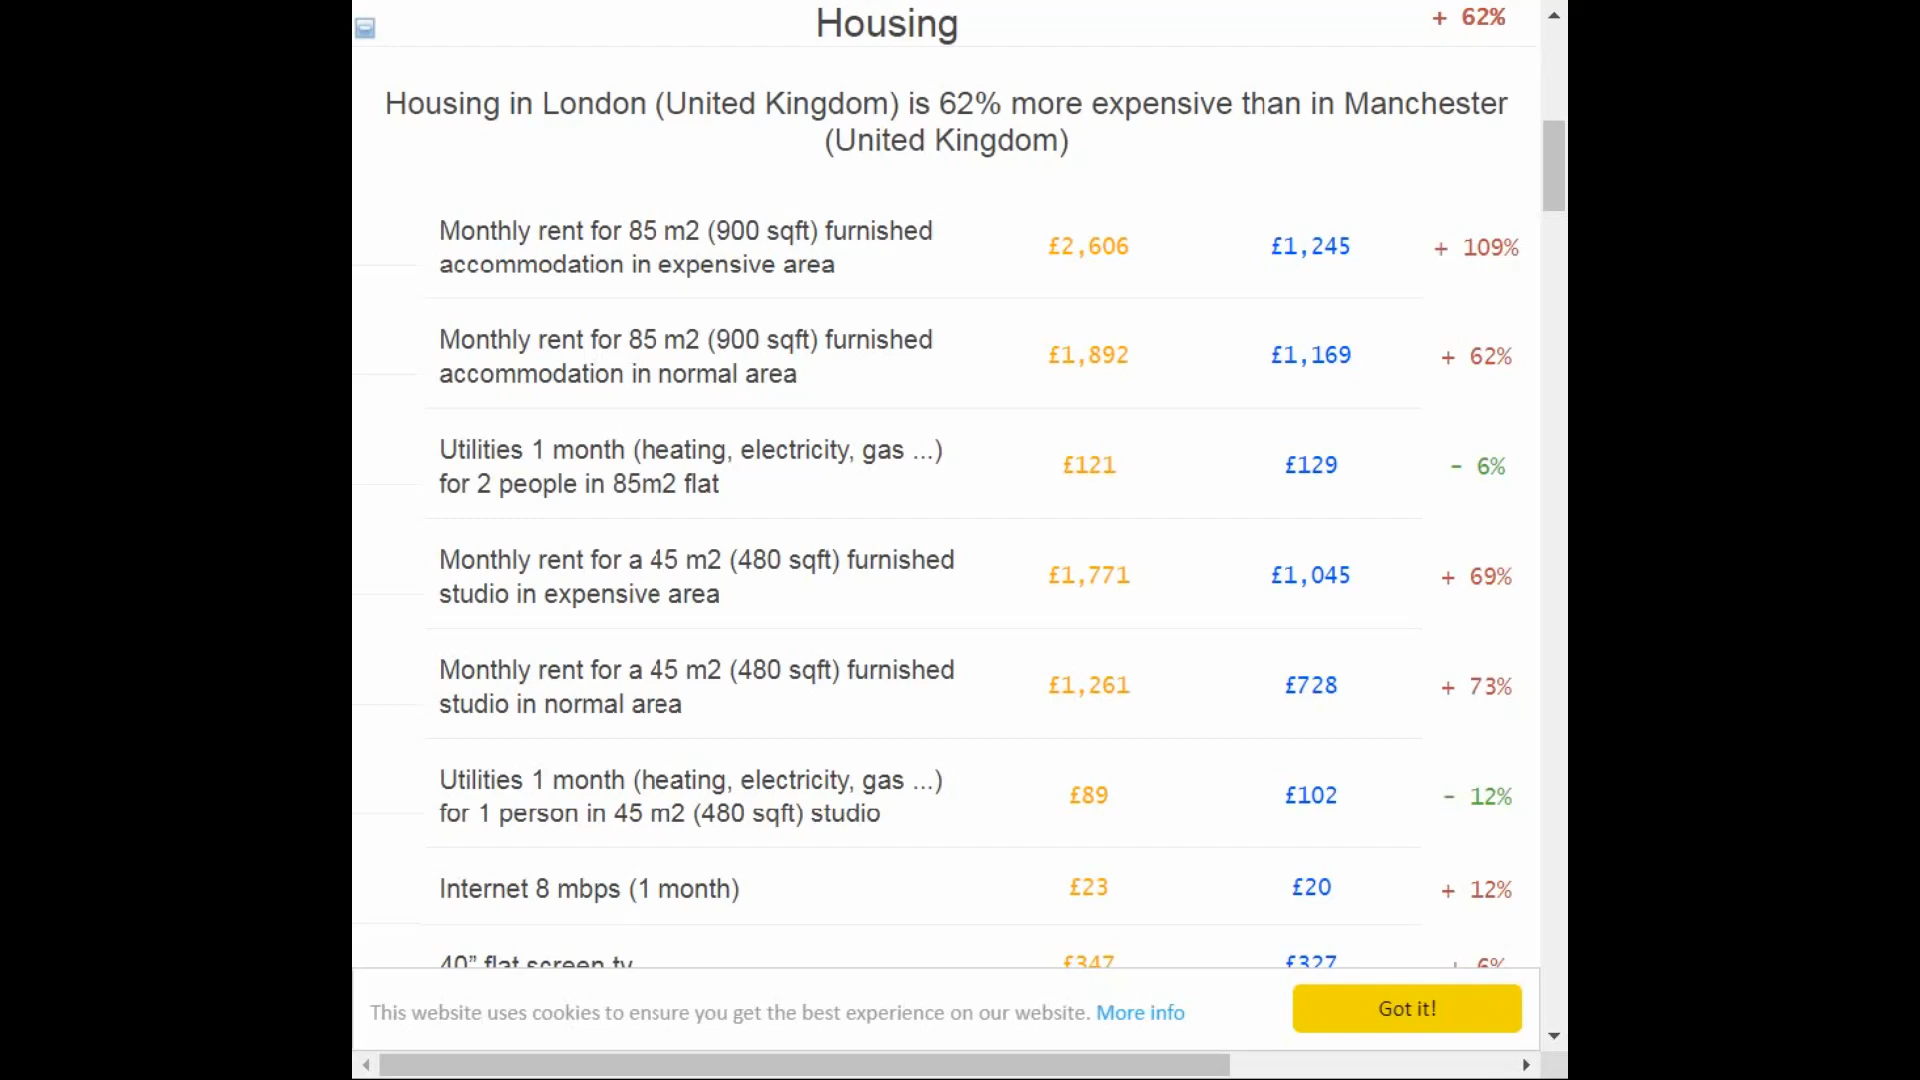 Housing
+ 62%
Housing in London (United Kingdom) is 62% more expensive than in Manchester
(United Kingdom)
Monthly rent for 85 m2 (900 sqft) furnished
accommodation in expensive area
£2,606
£1,245
+ 109%
Monthly rent for 85 m2 (900 sqft) furnished
accommodation in normal area
£1,892
£1,169
+ 62%
Utilities 1 month (heating, electricity, gas ...)
for 2 people in 85m2 flat
£121
£129
- 6%
Monthly rent for a 45 m2 (480 sqft) furnished
studio in expensive area
£1,771
£1,045
+ 69%
Monthly rent for a 45 m2 (480 sqft) furnished
studio in normal area
£1,261
£728
+ 73%
Utilities 1 month (heating, electricity, gas ...)
for 1 person in 45 m2 (480 sqft) studio
£89
£102
- 12%
Internet 8 mbps (1 month)
£23
£20
+ 12%
40” flat screen tv
£347
£327
+ 6%
This website uses cookies to ensure you get the best experience on our website. More info
Got it!